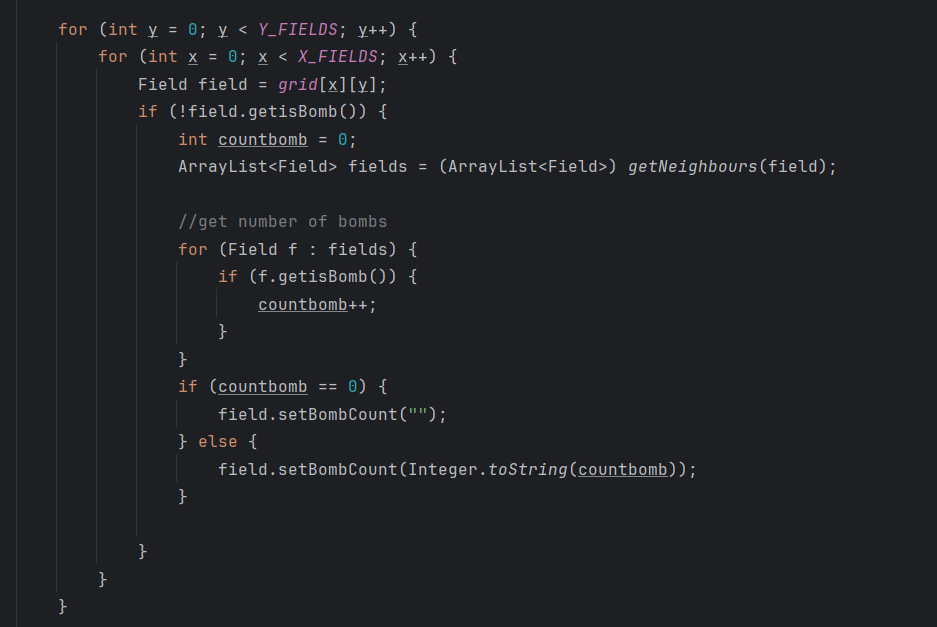 for (int y = 0; y < Y_FIELDS; y++) {
    for (int x = 0; x < X_FIELDS; x++) {
        Field field = grid[x][y];
        if (!field.getisBomb()) {
            int countbomb = 0;
            ArrayList<Field> fields = (ArrayList<Field>) getNeighbours(field);

            //get number of bombs
            for (Field f : fields) {
                if (f.getisBomb()) {
                    countbomb++;
                }
            }
            if (countbomb == 0) {
                field.setBombCount("");
            } else {
                field.setBombCount(Integer.toString(countbomb));
            }

        }
    }
}